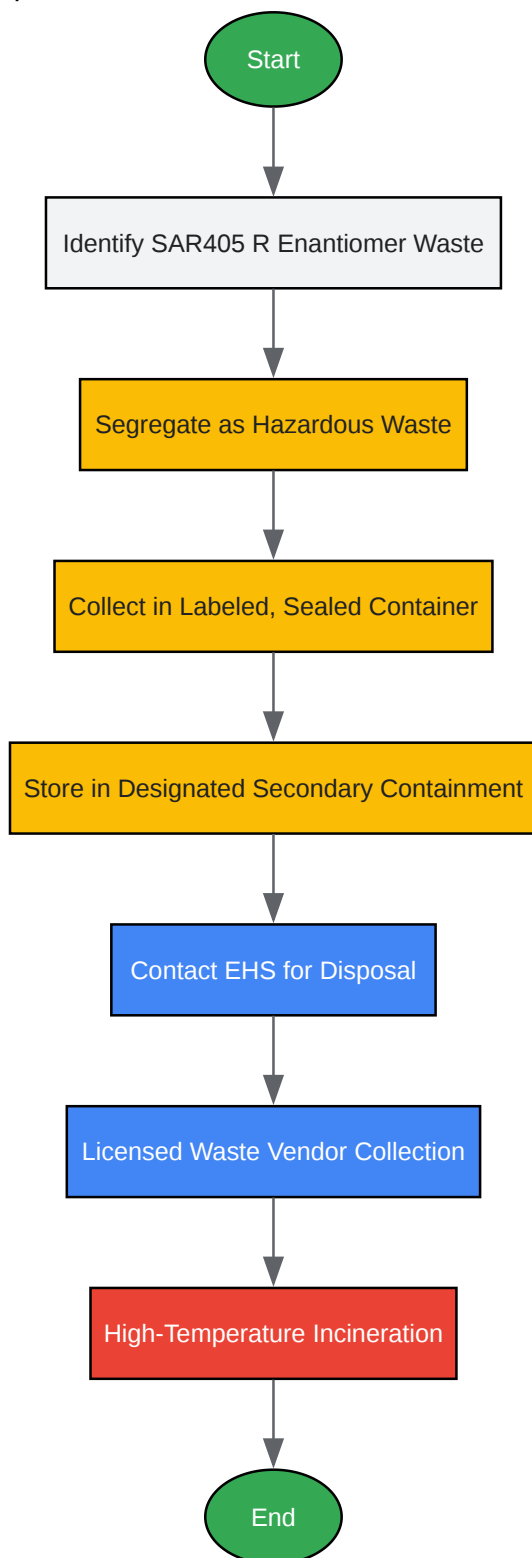 Start
Identify SAR405 R Enantiomer Waste
Segregate as Hazardous Waste
Collect in Labeled, Sealed Container
Store in Designated Secondary Containment
Contact EHS for Disposal
Licensed Waste Vendor Collection
High-Temperature Incineration
End